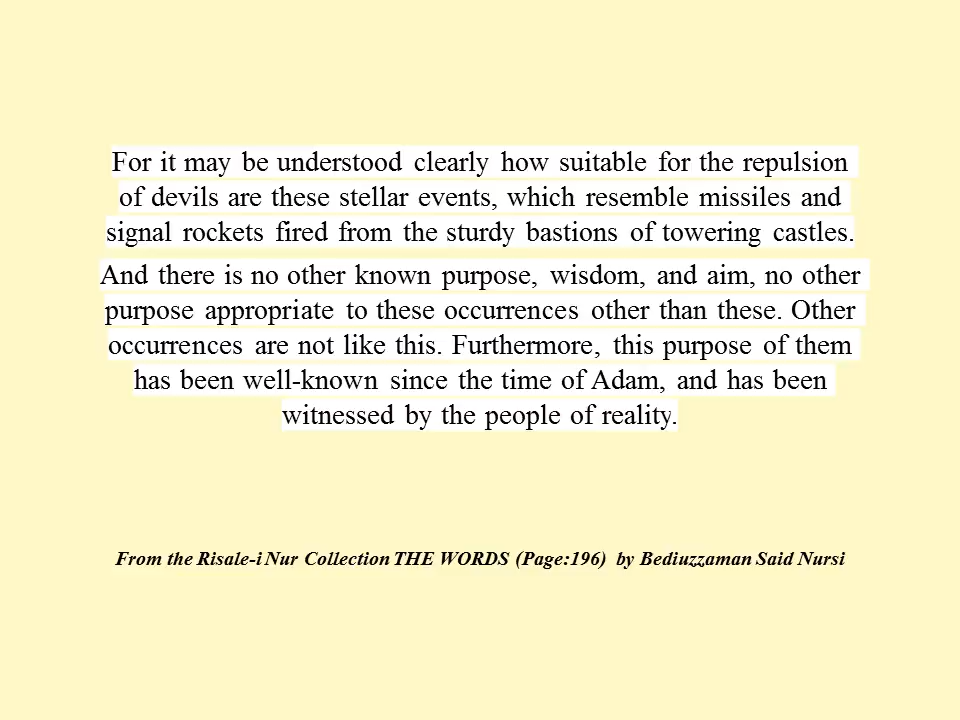 For it may be understood clearly how suitable for the repulsion
of devils are these stellar events, which resemble missiles and
signal rockets fired from the sturdy bastions of towering castles.
And there is no other known purpose, wisdom, and aim, no other
purpose appropriate to these occurrences other than these. Other
occurrences are not like this. Furthermore, this purpose of them
has been well-known since the time of Adam, and has been
witnessed by the people of reality.
From the Risale-i Nur Collection THE WORDS (Page:196) by Bediuzzaman Said Nursi